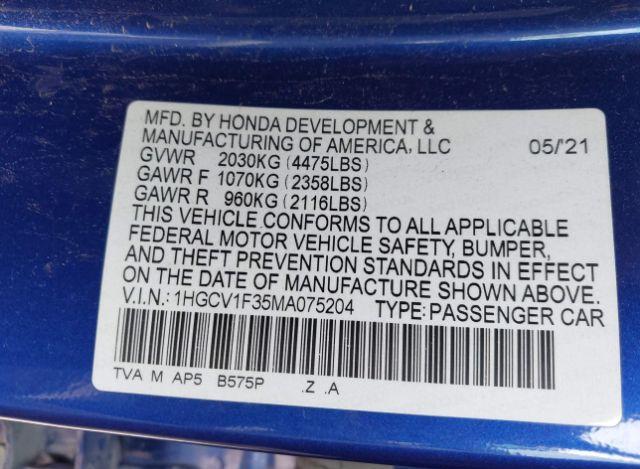 MFD. BY HONDA DEVELOPMENT &
MANUFACTURING OF AMERICA, LLC 05/'21
GVWR 2030KG (4475LBS)
GAWR F 1070KG (2358LBS)
GAWR R 960KG (2116LBS)
THIS VEHICLE CONFORMS TO ALL APPLICABLE
FEDERAL MOTOR VEHICLE SAFETY, BUMPER,
AND THEFT PREVENTION STANDARDS IN EFFECT
ON THE DATE OF MANUFACTURE SHOWN ABOVE.
V.I.N.: 1HGCV1F35MA075204 TYPE: PASSENGER CAR
TVA M AP5 B575P .Z .A